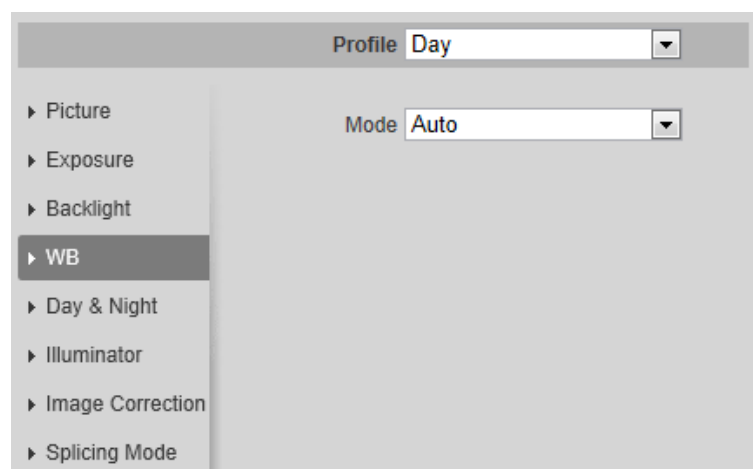 Profile Day
Picture
Mode Auto
Exposure
Backlight
WB
Day & Night
Illuminator
Image Correction
Splicing Mode